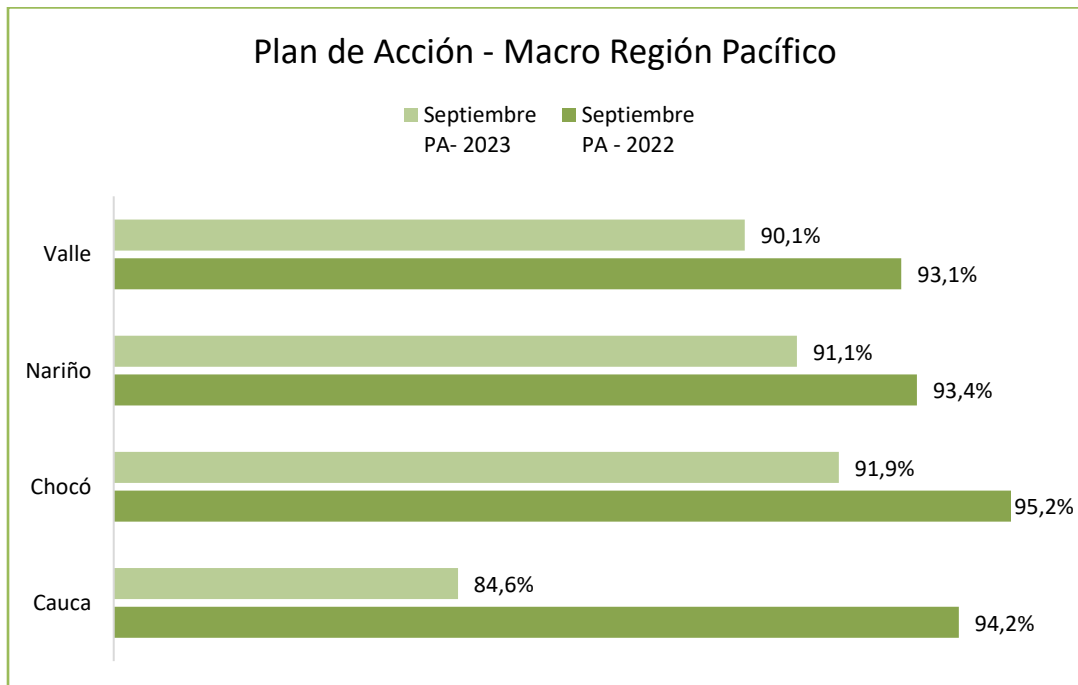 Plan de Acción - Macro Región Pacífico
Septiembre
PA- 2023
Septiembre
PA - 2022
Valle
90,1%
93,1%
Nariño
91,1%
93,4%
Chocó
91,9%
95,2%
Cauca
84,6%
94,2%